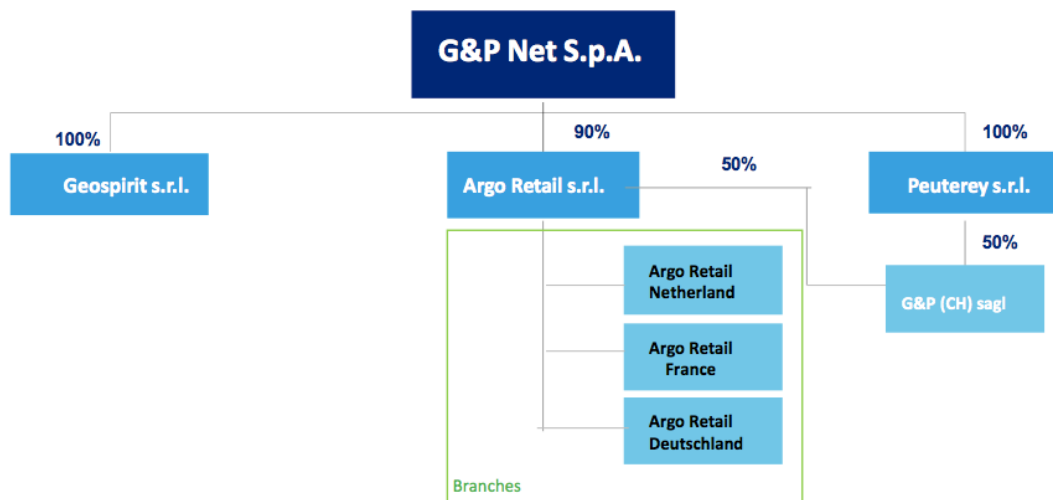 G&P Net S.p.A.
100%
90%
100%
Geospirit s.r.l.
Argo Retail s.r.l.
50%
Peuterey s.r.l.
50%
Argo Retail
Netherland
G&P (CH) sagl
Argo Retail
France
Argo Retail
Deutschland
Branches